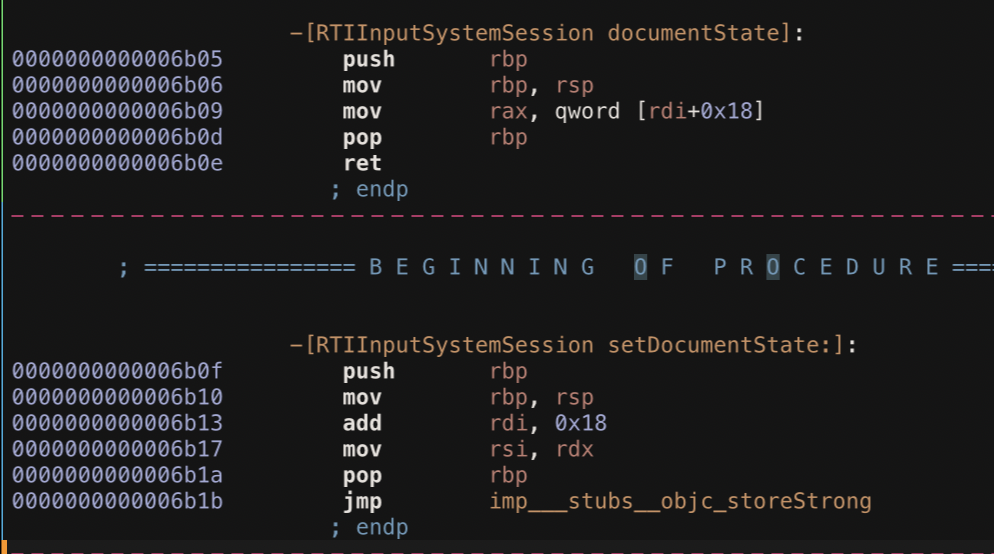 -[RTIInputSystemSession documentState]:
0000000000006b05 push rbp
0000000000006b06 mov rbp, rsp
0000000000006b09 mov rax, qword [rdi+0x18]
0000000000006b0d pop rbp
0000000000006b0e ret
; endp
; ================ B E G I N N I N G   O F   P R O C E D U R E ====
-[RTIInputSystemSession setDocumentState:]:
0000000000006b0f push rbp
0000000000006b10 mov rbp, rsp
0000000000006b13 add rdi, 0x18
0000000000006b17 mov rsi, rdx
0000000000006b1a pop rbp
0000000000006b1b jmp imp___stubs__objc_storeStrong
; endp